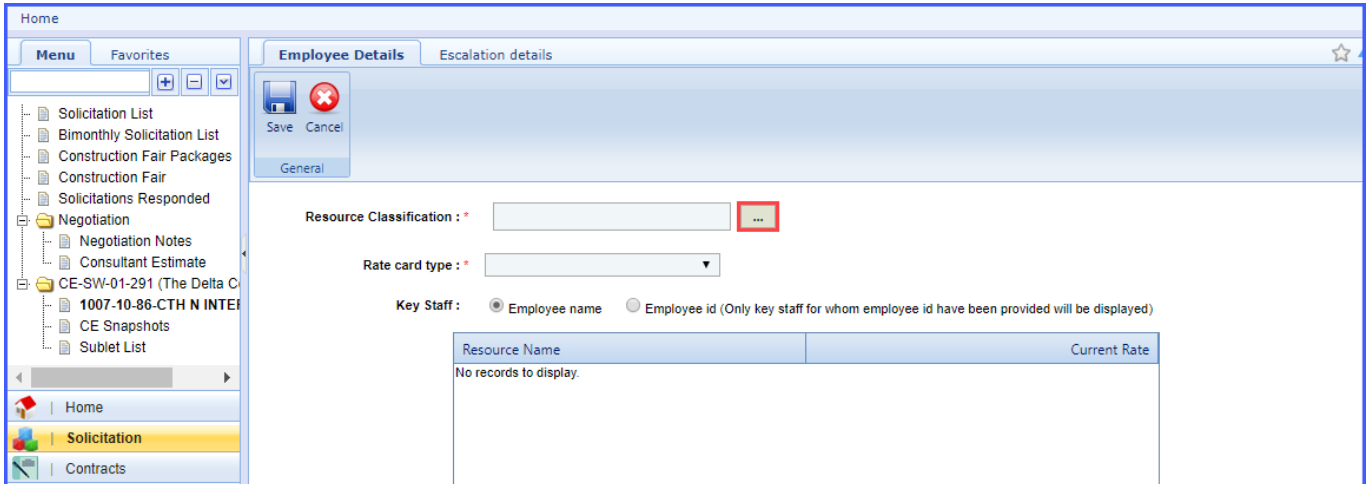 Home
Menu Favorites
Solicitation List
Bimonthly Solicitation List
Construction Fair Packages
Construction Fair
Solicitations Responded
Negotiation
Negotiation Notes
Consultant Estimate
CE-SW-01-291 (The Delta C
1007-10-86-CTH N INTE
CE Snapshots
Sublet List
Home
Solicitation
Contracts
Employee Details Escalation details
Save Cancel
General
Resource Classification : * ...
Rate card type : *
Key Staff : Employee name Employee id (Only key staff for whom employee id have been provided will be displayed)
Resource Name Current Rate
No records to display.